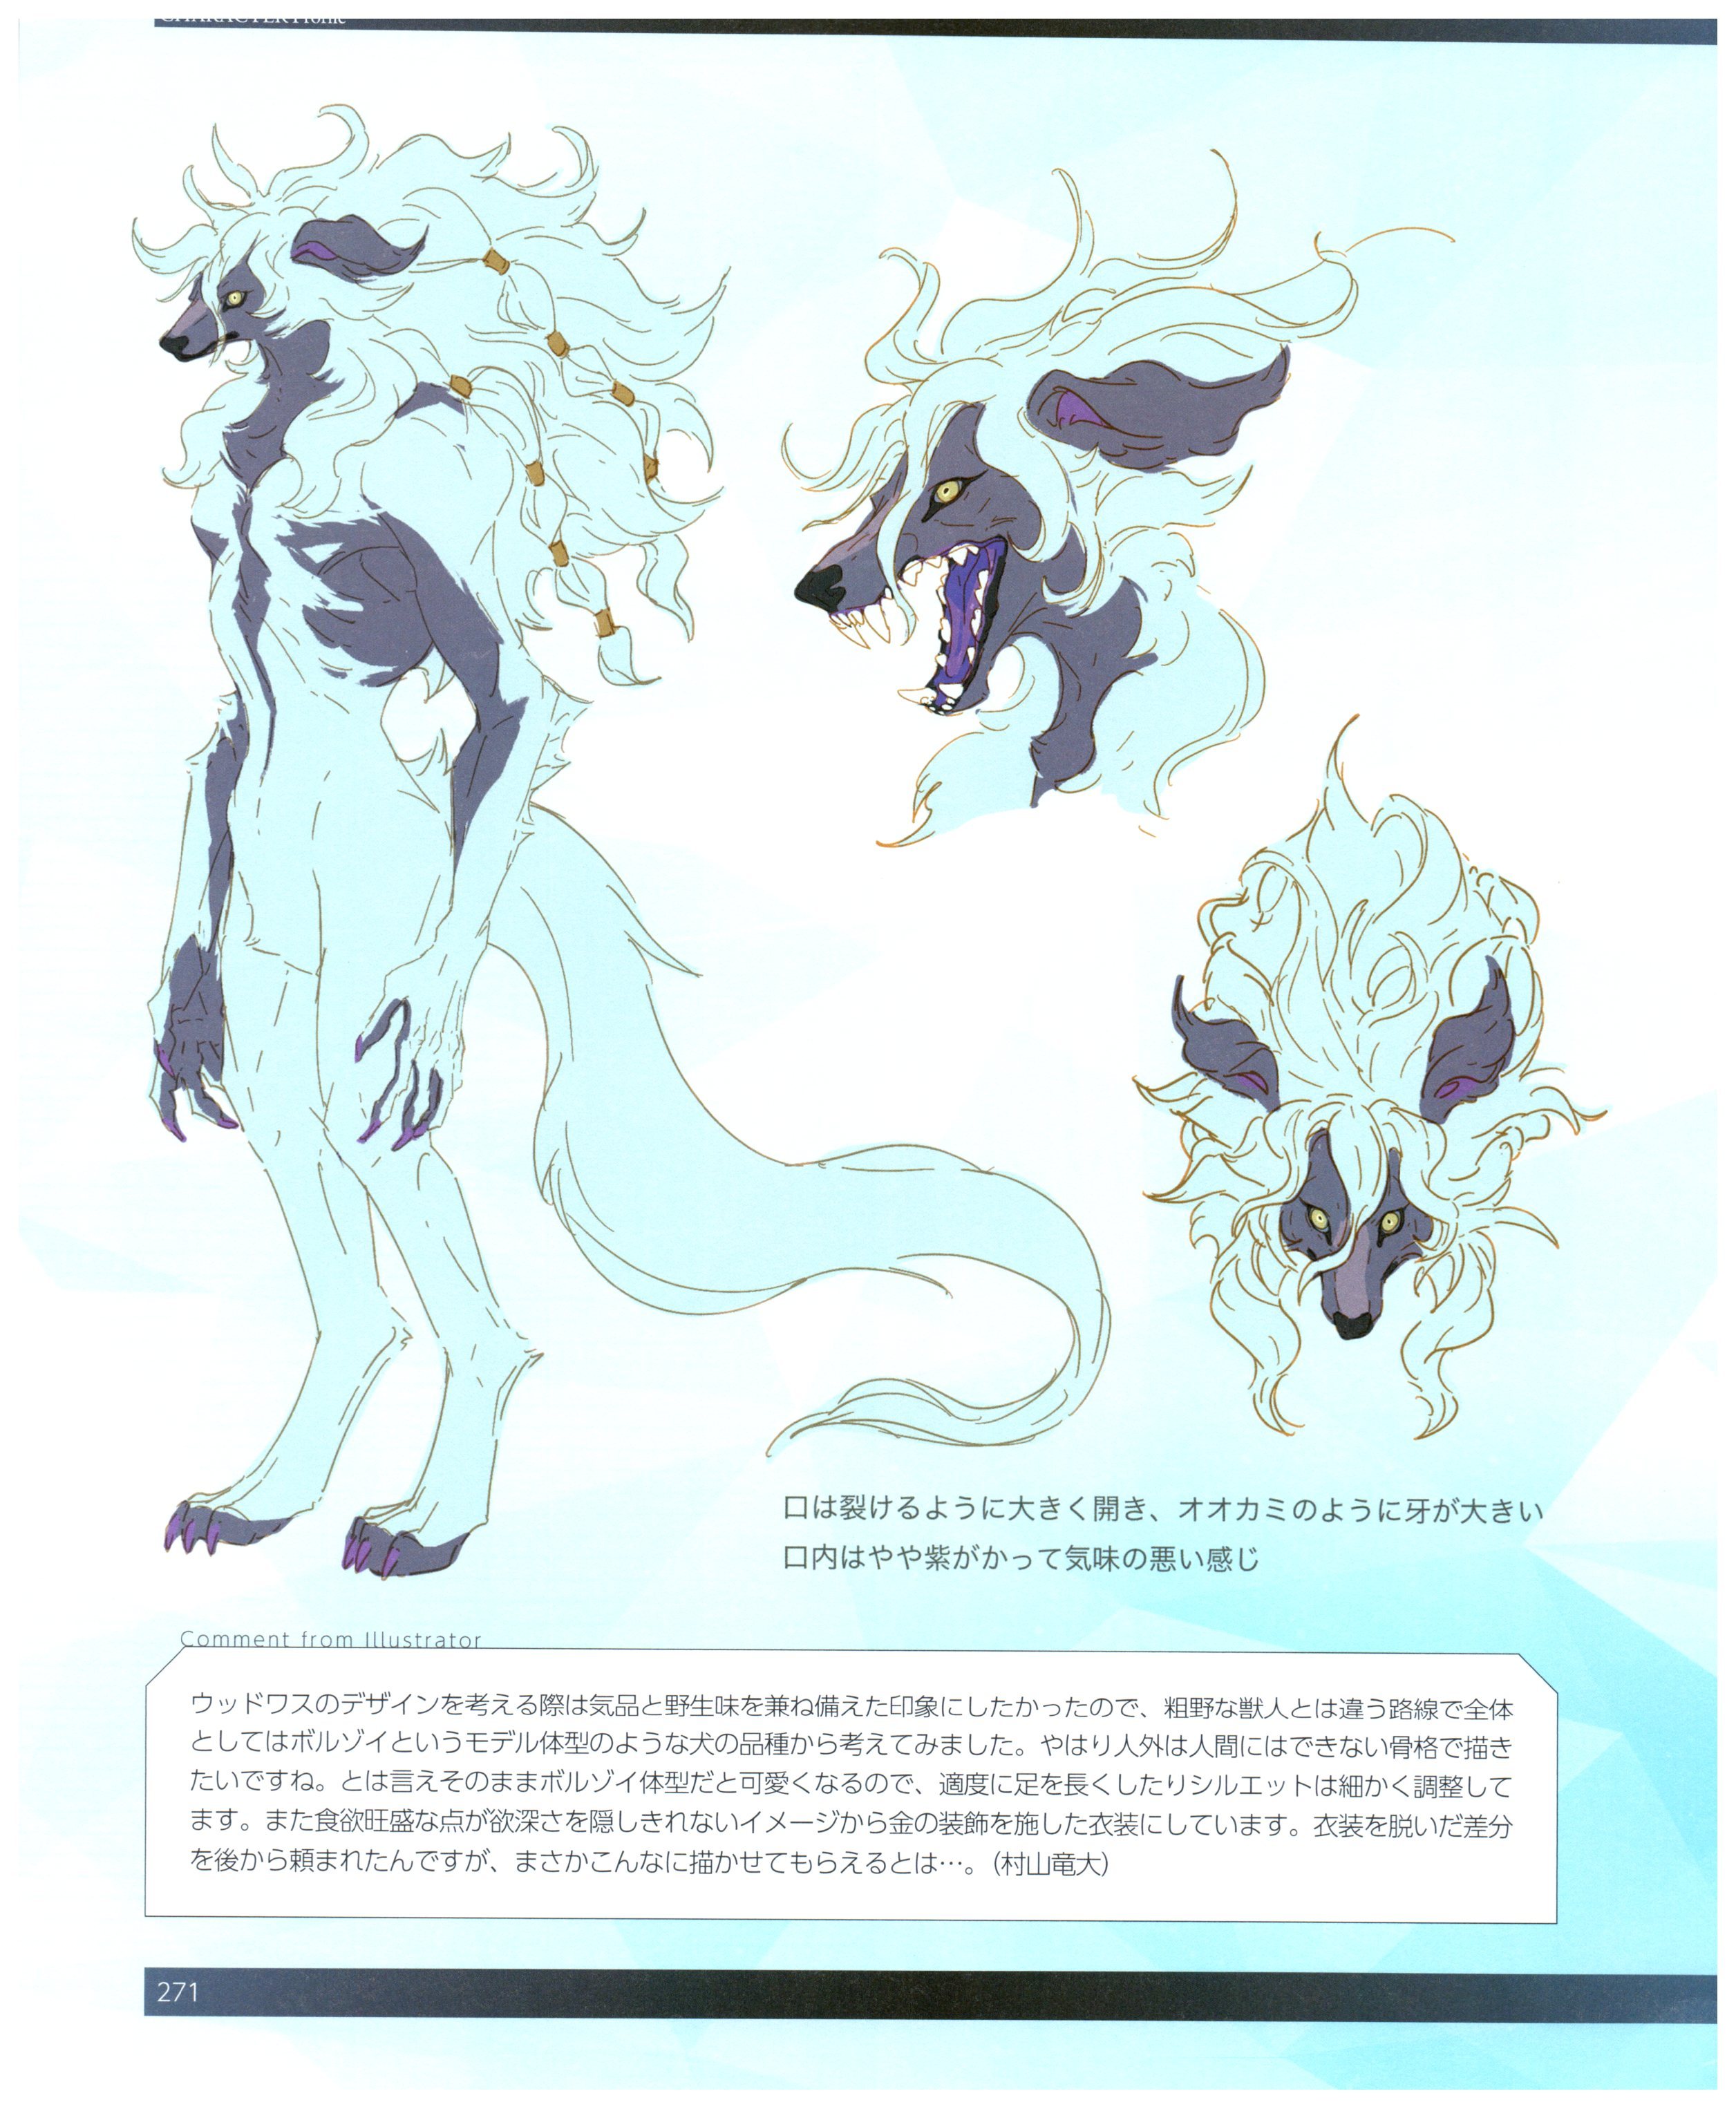 CHARACTER Profile
口は裂けるように大きく開き、オオカミのように牙が大きい
口内はやや紫がかって気味の悪い感じ
Comment from Illustrator
ウッドワスのデザインを考える際は気品と野生味を兼ね備えた印象にしたかったので、粗野な獣人とは違う路線で全体
としてはボルゾイというモデル体型のような犬の品種から考えてみました。やはり人外は人間にはできない骨格で描き
たいですね。とは言えそのままボルゾイ体型だと可愛くなるので、適度に足を長くしたりシルエットは細かく調整して
ます。また食欲旺盛な点が欲深さを隠しきれないイメージから金の装飾を施した衣装にしています。衣装を脱いだ差分
を後から頼まれたんですが、まさかこんなに描かせてもらえるとは…。（村山竜大）
271